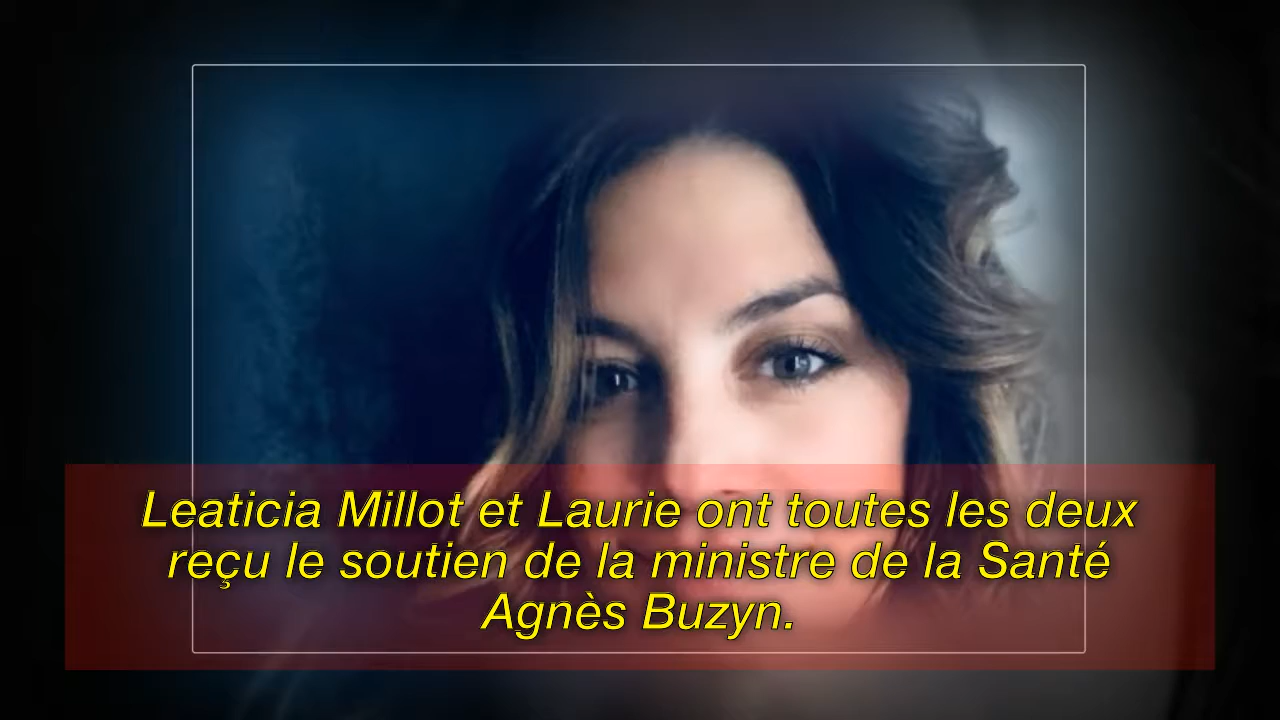 Leaticia Millot et Laurie ont toutes les deux
reçu le soutien de la ministre de la Santé
Agnès Buzyn.